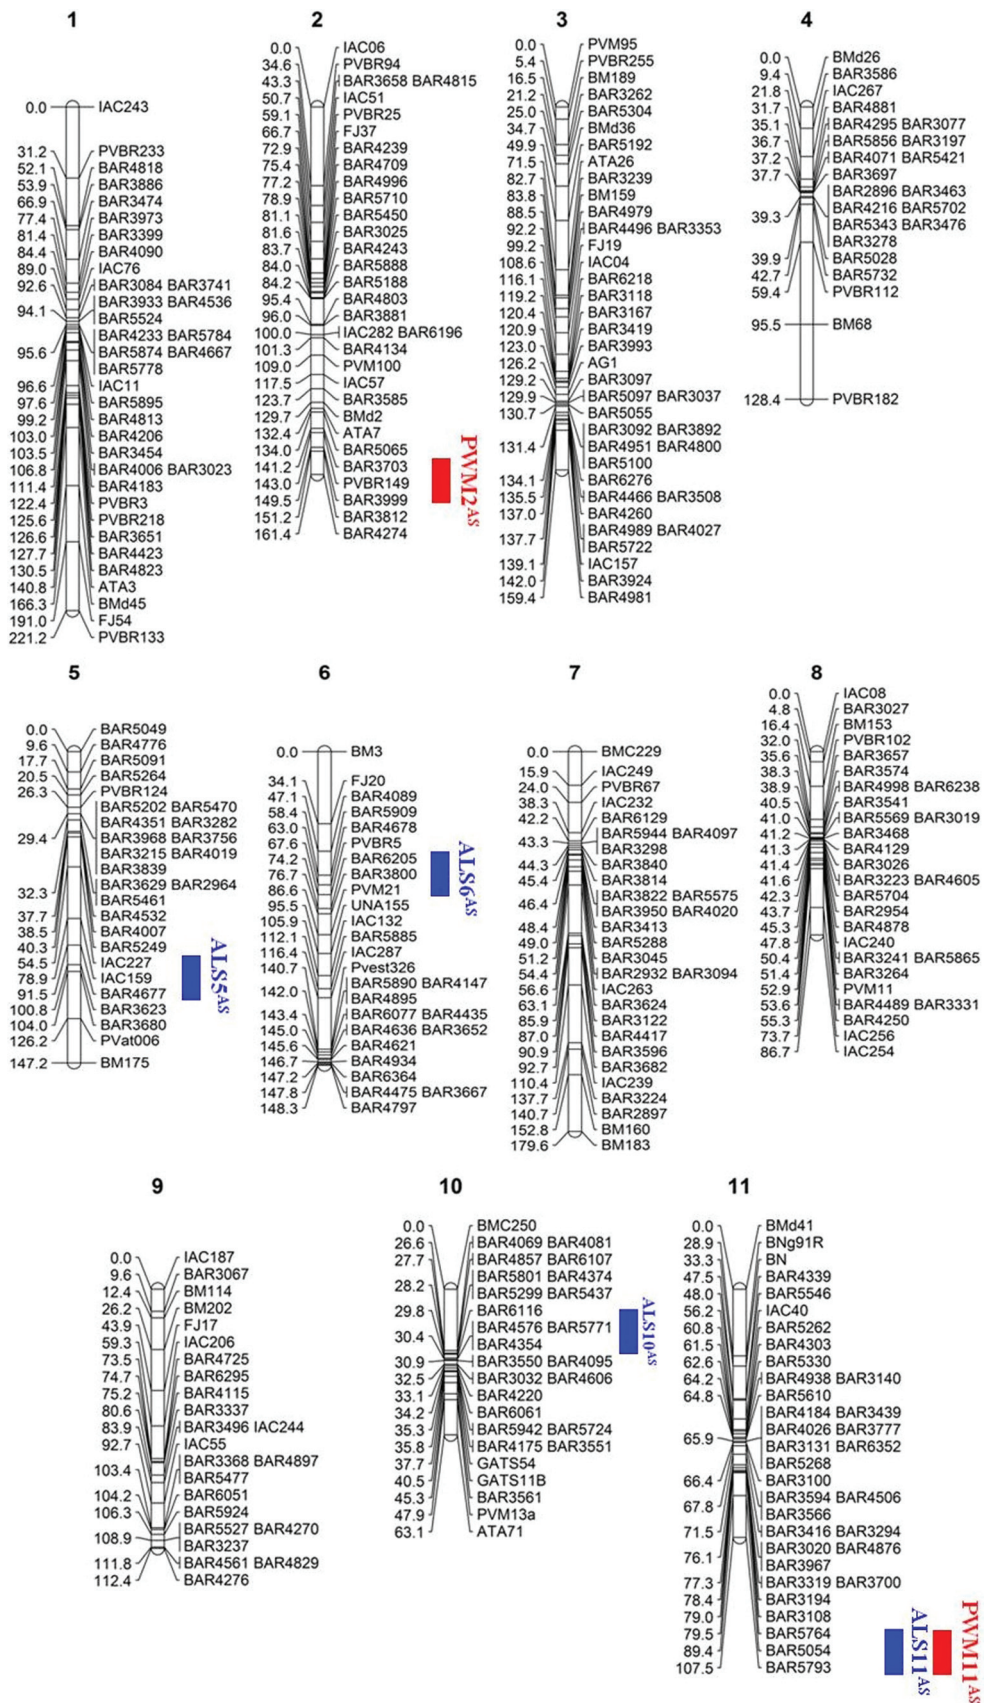 1
0.0 IAC243
31.2 PVBR233
52.1 BAR4818
53.9 BAR3886
66.9 BAR3474
77.4 BAR3973
81.4 BAR3399
84.4 BAR4090
89.0 IAC76
92.6 BAR3084 BAR3741
94.1 BAR3933 BAR4536
BAR5524
95.6 BAR4233 BAR5784
BAR5874 BAR4667
BAR5778
96.6 IAC11
97.6 BAR5895
99.2 BAR4813
103.0 BAR4206
103.5 BAR3454
106.8 BAR4006 BAR3023
111.4 BAR4183
122.4 PVBR3
125.6 PVBR218
126.6 BAR3651
127.7 BAR4423
130.5 BAR4823
140.8 ATA3
166.3 BMd45
191.0 FJ54
221.2 PVBR133
2
0.0 IAC06
34.6 PVBR94
43.3 BAR3658 BAR4815
50.7 IAC51
59.1 PVBR25
66.7 FJ37
72.9 BAR4239
75.4 BAR4709
77.2 BAR4996
78.9 BAR5710
81.1 BAR5450
81.6 BAR3025
83.7 BAR4243
84.0 BAR5888
84.2 BAR5188
95.4 BAR4803
96.0 BAR3881
100.0 IAC282 BAR6196
101.3 BAR4134
109.0 PVM100
117.5 IAC57
123.7 BAR3585
129.7 BMd2
132.4 ATA7
134.0 BAR5065
141.2 BAR3703
143.0 PVBR149
149.5 BAR3999
151.2 BAR3812
161.4 BAR4274
PWM2AS
3
0.0 PVM95
5.4 PVBR255
16.5 BM189
21.2 BAR3262
25.0 BAR5304
34.7 BMd36
49.9 BAR5192
71.5 ATA26
82.7 BAR3239
83.8 BM159
88.5 BAR4979
92.2 BAR4496 BAR3353
99.2 FJ19
108.6 IAC04
116.1 BAR6218
119.2 BAR3118
120.4 BAR3167
120.9 BAR3419
123.0 BAR3993
126.2 AG1
129.2 BAR3097
129.9 BAR5097 BAR3037
130.7 BAR5055
131.4 BAR3092 BAR3892
BAR4951 BAR4800
BAR5100
134.1 BAR6276
135.5 BAR4466 BAR3508
137.0 BAR4260
137.7 BAR4989 BAR4027
BAR5722
139.1 IAC157
142.0 BAR3924
159.4 BAR4981
4
0.0 BMd26
9.4 BAR3586
21.8 IAC267
31.7 BAR4881
35.1 BAR4295 BAR3077
36.7 BAR5856 BAR3197
37.2 BAR4071 BAR5421
37.7 BAR3697
39.3 BAR2896 BAR3463
BAR4216 BAR5702
BAR5343 BAR3476
BAR3278
39.9 BAR5028
42.7 BAR5732
59.4 PVBR112
95.5 BM68
128.4 PVBR182
5
0.0 BAR5049
9.6 BAR4776
17.7 BAR5091
20.5 BAR5264
26.3 PVBR124
29.4 BAR5202 BAR5470
BAR4351 BAR3282
BAR3968 BAR3756
BAR3215 BAR4019
BAR3839
32.3 BAR3629 BAR2964
BAR5461
37.7 BAR4532
38.5 BAR4007
40.3 BAR5249
54.5 IAC227
78.9 IAC159
91.5 BAR4677
100.8 BAR3623
104.0 BAR3680
126.2 PVat006
147.2 BM175
ALS5AS
6
0.0 BM3
34.1 FJ20
47.1 BAR4089
58.4 BAR5909
63.0 BAR4678
67.6 PVBR5
74.2 BAR6205
76.7 BAR3800
86.6 PVM21
95.5 UNA155
105.9 IAC132
112.1 BAR5885
116.4 IAC287
140.7 Pvest326
142.0 BAR5890 BAR4147
BAR4895
143.4 BAR6077 BAR4435
145.0 BAR4636 BAR3652
145.6 BAR4621
146.7 BAR4934
147.2 BAR6364
147.8 BAR4475 BAR3667
148.3 BAR4797
ALS6AS
7
0.0 BMC229
15.9 IAC249
24.0 PVBR67
38.3 IAC232
42.2 BAR6129
43.3 BAR5944 BAR4097
BAR3298
44.3 BAR3840
45.4 BAR3814
46.4 BAR3822 BAR5575
BAR3950 BAR4020
48.4 BAR3413
49.0 BAR5288
51.2 BAR3045
54.4 BAR2932 BAR3094
56.6 IAC263
63.1 BAR3624
85.9 BAR3122
87.0 BAR4417
90.9 BAR3596
92.7 BAR3682
110.4 IAC239
137.7 BAR3224
140.7 BAR2897
152.8 BM160
179.6 BM183
8
0.0 IAC08
4.8 BAR3027
16.4 BM153
32.0 PVBR102
35.6 BAR3657
38.3 BAR3574
38.9 BAR4998 BAR6238
40.5 BAR3541
41.0 BAR5569 BAR3019
41.2 BAR3468
41.3 BAR4129
41.4 BAR3026
41.6 BAR3223 BAR4605
42.3 BAR5704
43.7 BAR2954
45.3 BAR4878
47.8 IAC240
50.4 BAR3241 BAR5865
51.4 BAR3264
52.9 PVM11
53.6 BAR4489 BAR3331
55.3 BAR4250
73.7 IAC256
86.7 IAC254
9
0.0 IAC187
9.6 BAR3067
12.4 BM114
26.2 BM202
43.9 FJ17
59.3 IAC206
73.5 BAR4725
74.7 BAR6295
75.2 BAR4115
80.6 BAR3337
83.9 BAR3496 IAC244
92.7 IAC55
103.4 BAR3368 BAR4897
BAR5477
104.2 BAR6051
106.3 BAR5924
108.9 BAR5527 BAR4270
BAR3237
111.8 BAR4561 BAR4829
112.4 BAR4276
10
0.0 BMC250
26.6 BAR4069 BAR4081
27.7 BAR4857 BAR6107
28.2 BAR5801 BAR4374
BAR5299 BAR5437
29.8 BAR6116
30.4 BAR4576 BAR5771
BAR4354
30.9 BAR3550 BAR4095
32.5 BAR3032 BAR4606
33.1 BAR4220
34.2 BAR6061
35.3 BAR5942 BAR5724
35.8 BAR4175 BAR3551
37.7 GATS54
40.5 GATS11B
45.3 BAR3561
47.9 PVM13a
63.1 ATA71
ALS10AS
11
0.0 BMd41
28.9 BNg91R
33.3 BN
47.5 BAR4339
48.0 BAR5546
56.2 IAC40
60.8 BAR5262
61.5 BAR4303
62.6 BAR5330
64.2 BAR4938 BAR3140
64.8 BAR5610
65.9 BAR4184 BAR3439
BAR4026 BAR3777
BAR3131 BAR6352
BAR5268
66.4 BAR3100
67.8 BAR3594 BAR4506
BAR3566
71.5 BAR3416 BAR3294
76.1 BAR3020 BAR4876
BAR3967
77.3 BAR3319 BAR3700
78.4 BAR3194
79.0 BAR3108
79.5 BAR5764
89.4 BAR5054
107.5 BAR5793
ALS11AS
PWM11AS